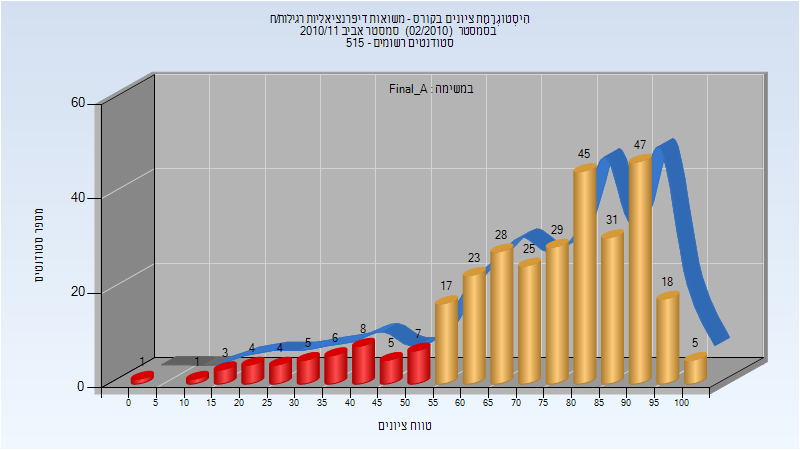 היסטוגרמת ציונים בקורס - משוואות דיפרנציאליות רגילות/ח
בסמסטר (02/2010) סמסטר אביב 2010/11
סטודנטים רשומים - 515
במשימה : Final_A
מספר סטודנטים
60
40
20
0
1 1 3 4 4 5 6 8 5 7 17 23 28 25 29 45 31 47 18 5
0 5 10 15 20 25 30 35 40 45 50 55 60 65 70 75 80 85 90 95 100
טווח ציונים